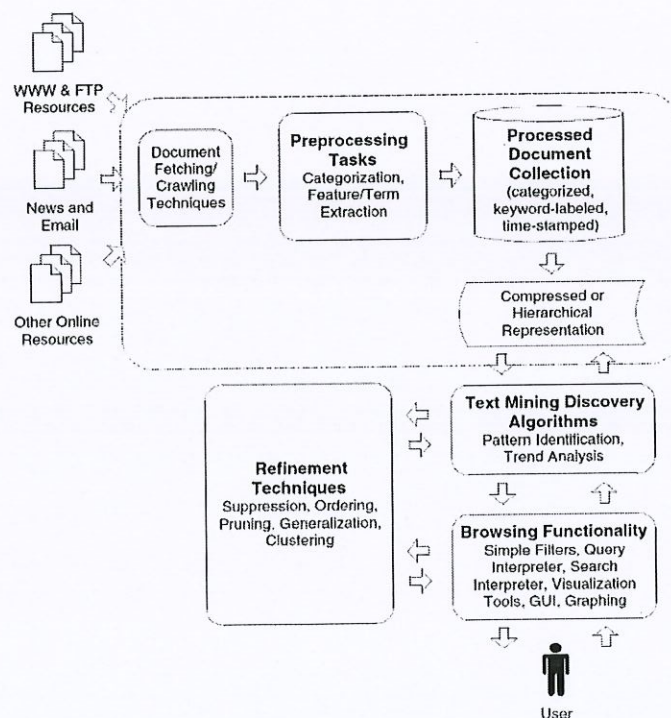 WWW & FTP
Resources
News and
Email
Other Online
Resources
Document
Fetching/
Crawling
Techniques
Preprocessing
Tasks
Categorization,
Feature/Term
Extraction
Processed
Document
Collection
(categorized,
keyword-labeled,
time-stamped)
Compressed or
Hierarchical
Representation
Text Mining Discovery
Algorithms
Pattern Identification,
Trend Analysis
Refinement
Techniques
Suppression, Ordering,
Pruning, Generalization,
Clustering
Browsing Functionality
Simple Filters, Query
Interpreter, Search
Interpreter, Visualization
Tools, GUI, Graphing
User